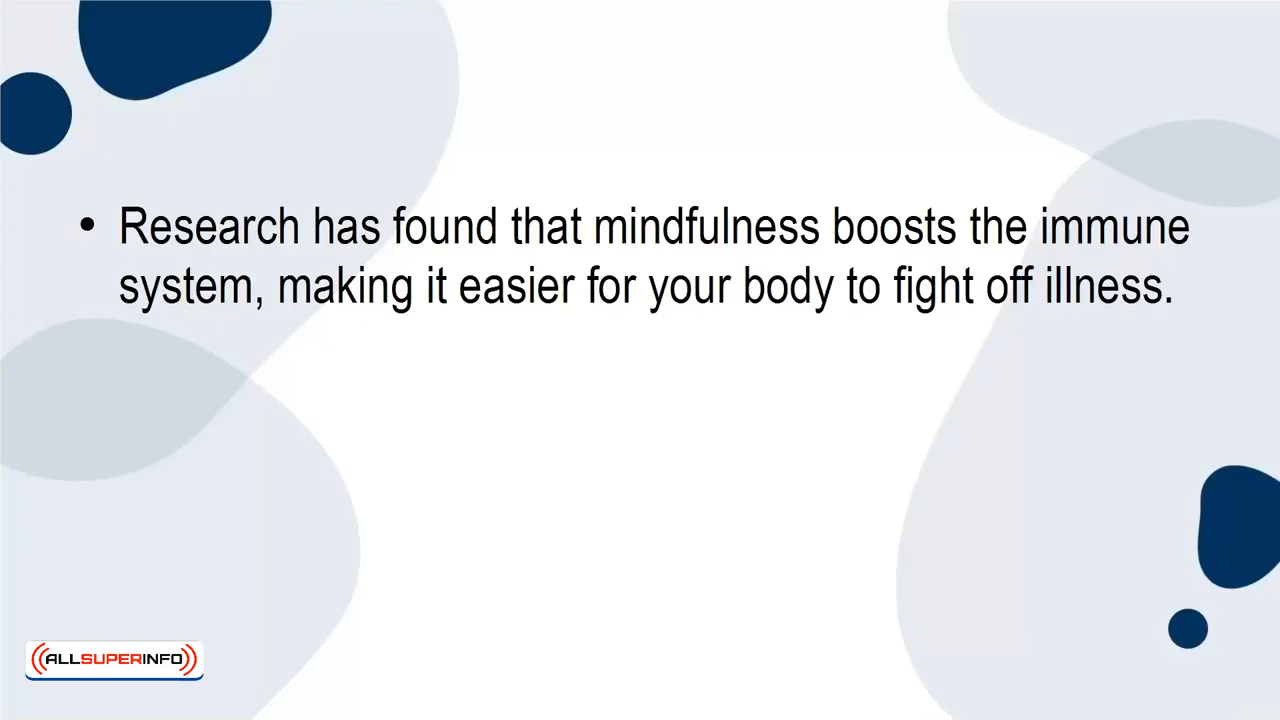 • Research has found that mindfulness boosts the immune
system, making it easier for your body to fight off illness.
ALLSUPERINFO